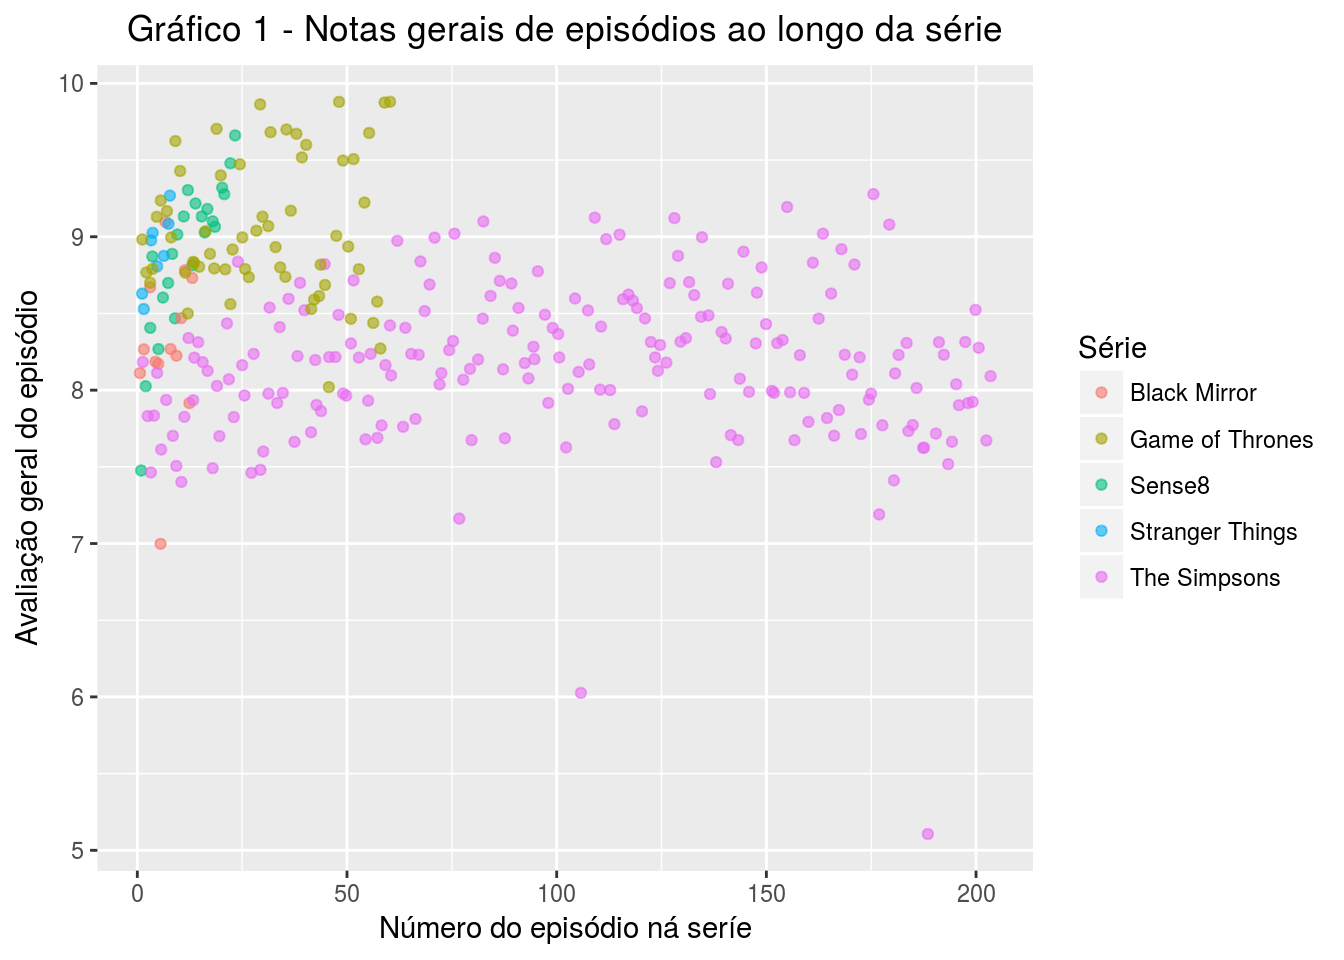 Gráfico 1 - Notas gerais de episódios ao longo da série
Avaliação geral do episódio
10
9
8
7
6
5
0 50 100 150 200
Número do episódio ná seríe
Série
Black Mirror
Game of Thrones
Sense8
Stranger Things
The Simpsons